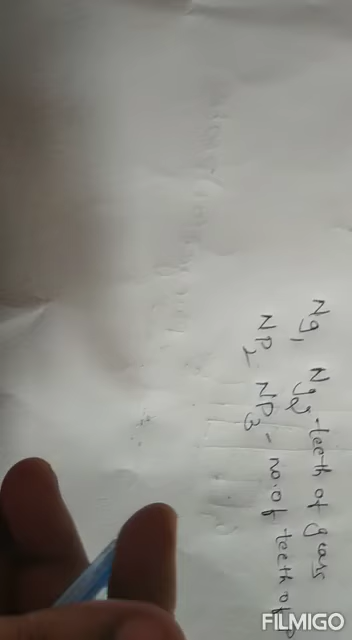 Ng₁, Ng₂ - teeth of gears
NP₂ NP₃ - no. of teeth of
FILMIGO